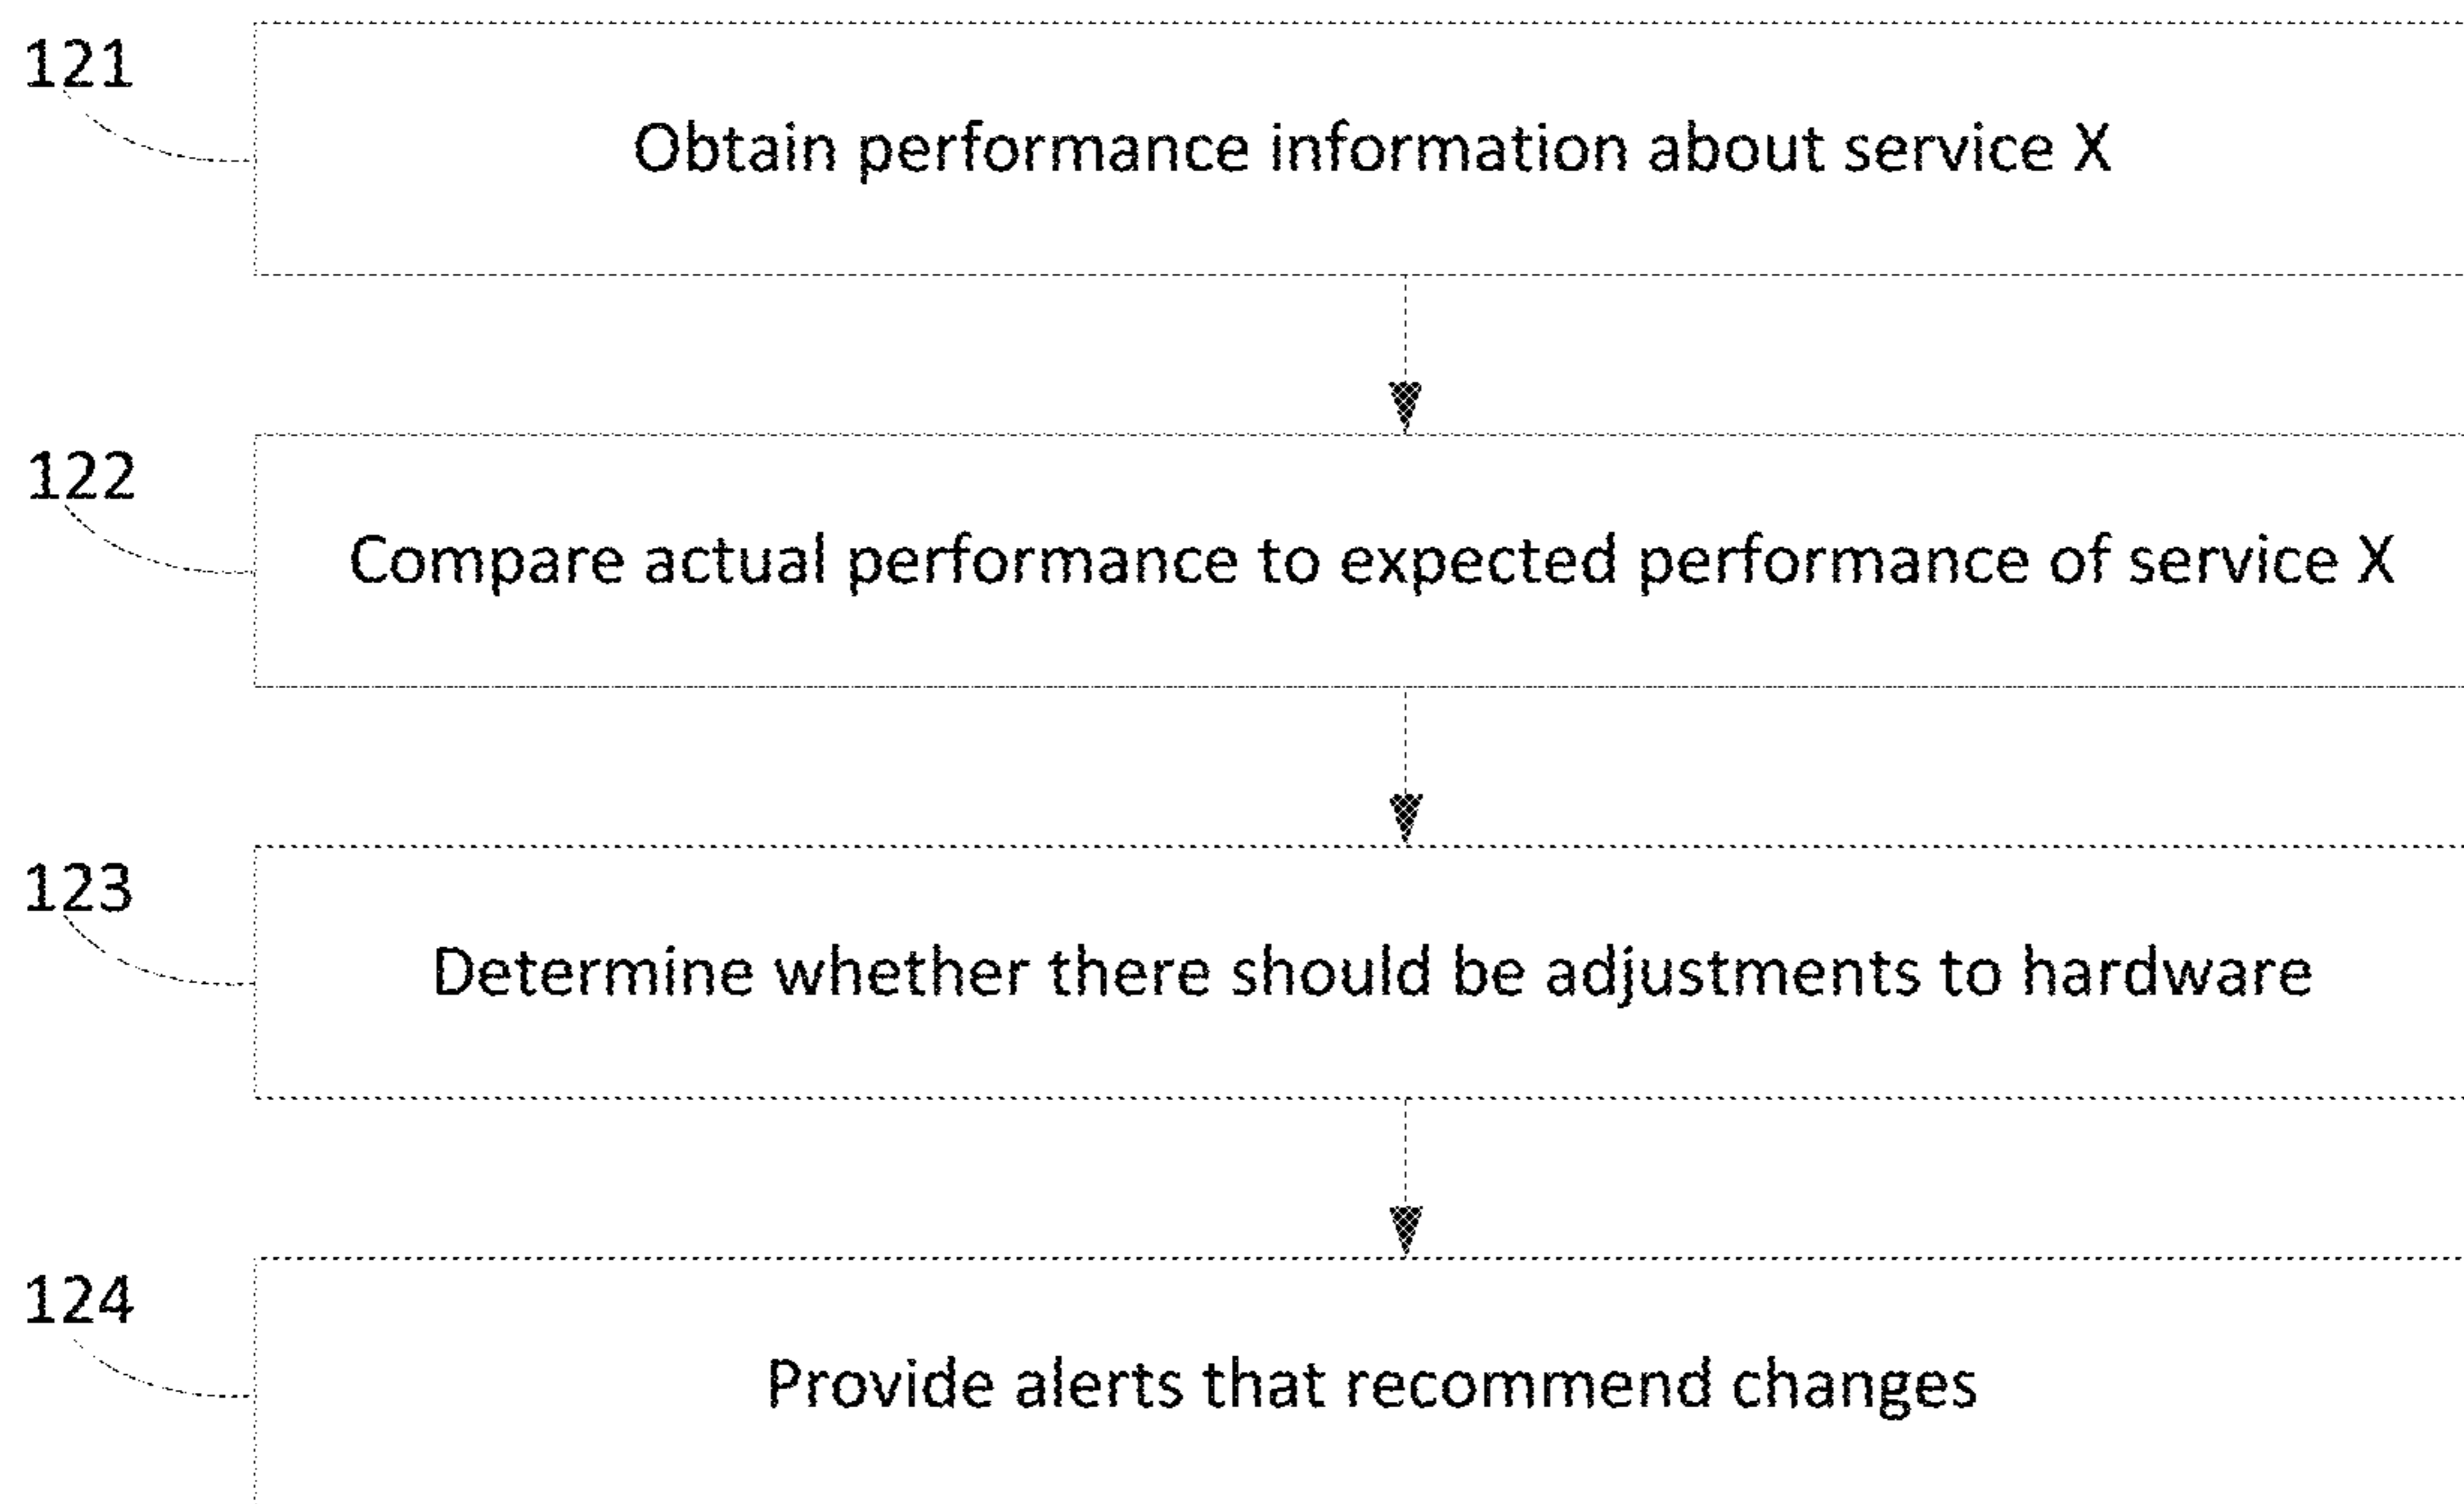 121
Obtain performance information about service X
122
Compare actual performance to expected performance of service X
123
Determine whether there should be adjustments to hardware
124
Provide alerts that recommend changes